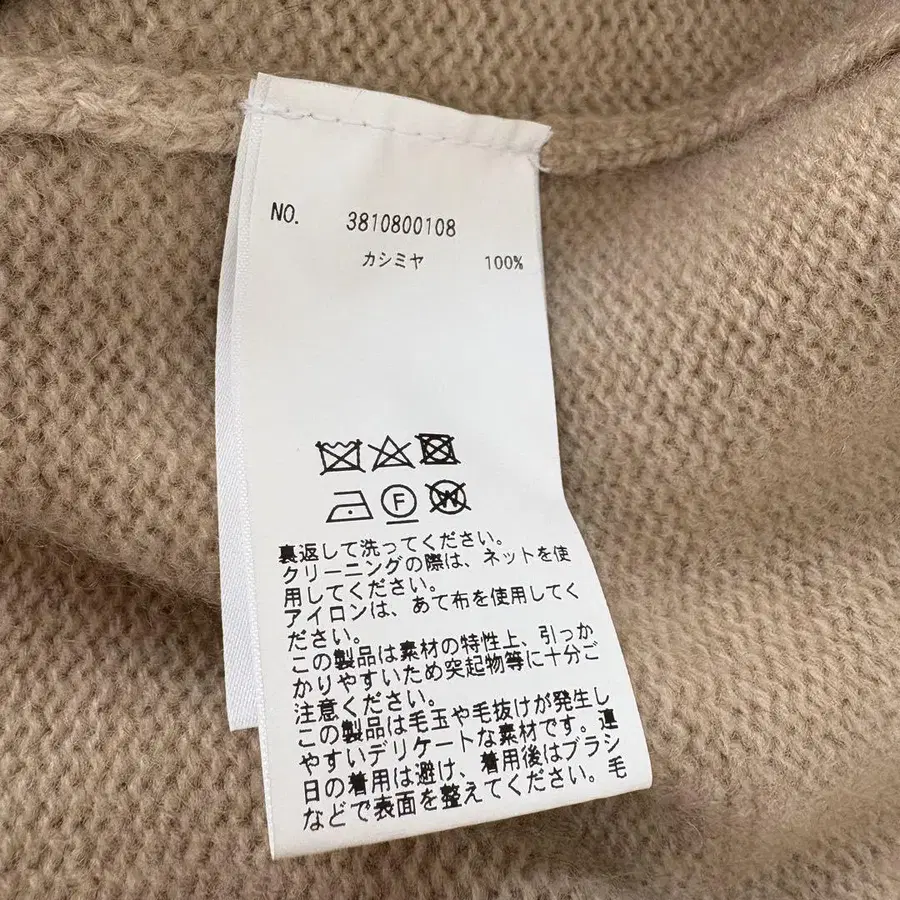 NO. 3810800108
カシミヤ 100%
F W
裏返して洗ってください。
クリーニングの際は、ネットを使
用してください。
アイロンは、あて布を使用してく
ださい。
この製品は素材の特性上、引っか
かりやすいため突起物等に十分ご
注意ください。
この製品は毛玉や毛抜けが発生し
やすいデリケートな素材です。連
日の着用は避け、着用後はブラシ
などで表面を整えてください。毛